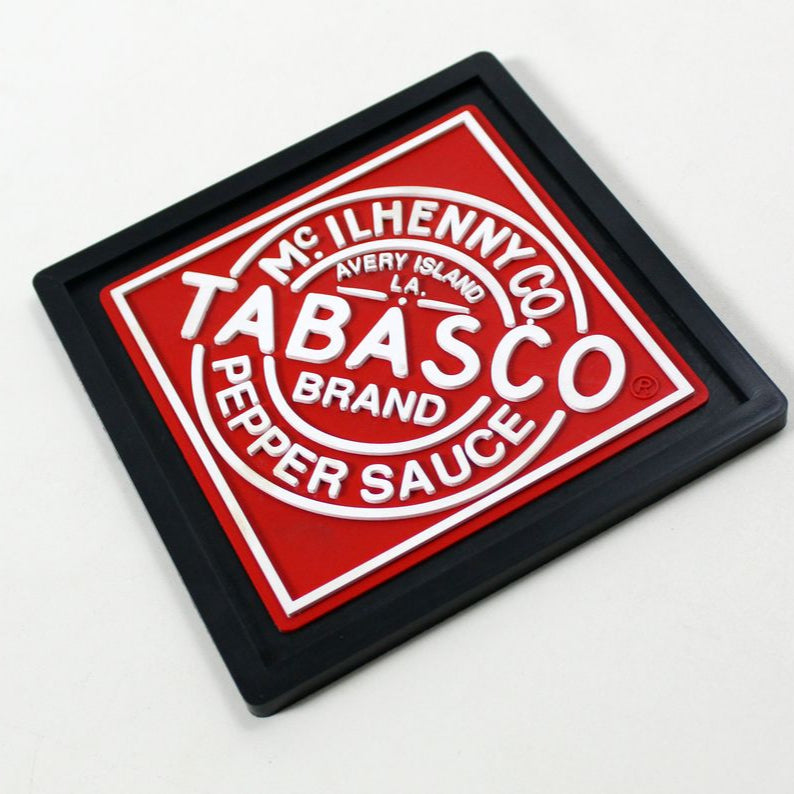 Mc. ILHENNY CO.
AVERY ISLAND
LA.
TABASCO ®
BRAND
PEPPER SAUCE